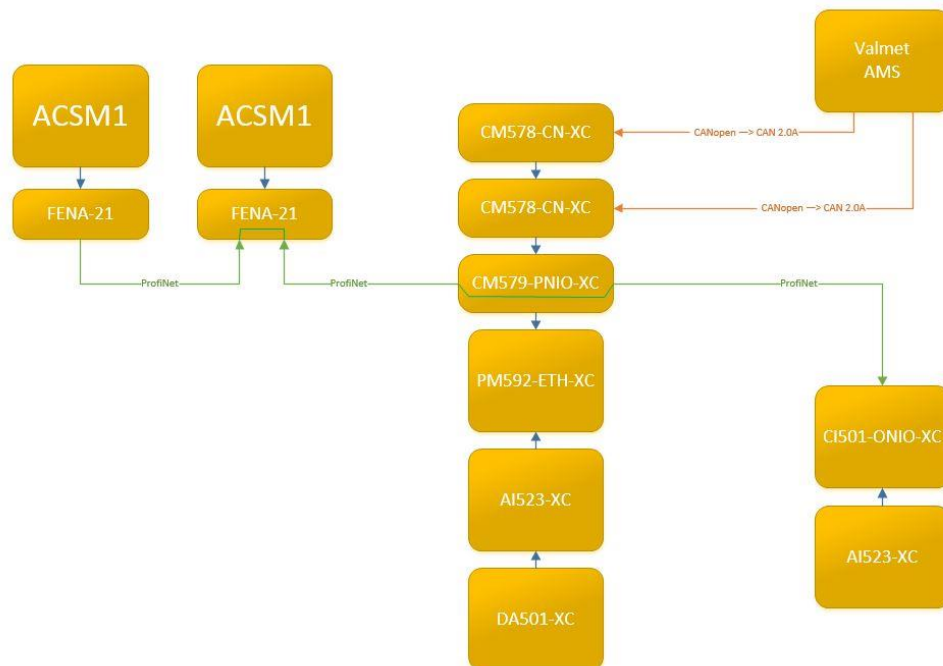 Valmet
AMS
ACSM1
ACSM1
CM578-CN-XC
CANopen —> CAN 2.0A
FENA-21
FENA-21
CM578-CN-XC
CANopen —> CAN 2.0A
ProfiNet
ProfiNet
CM579-PNIO-XC
ProfiNet
PM592-ETH-XC
CI501-ONIO-XC
AI523-XC
AI523-XC
DA501-XC